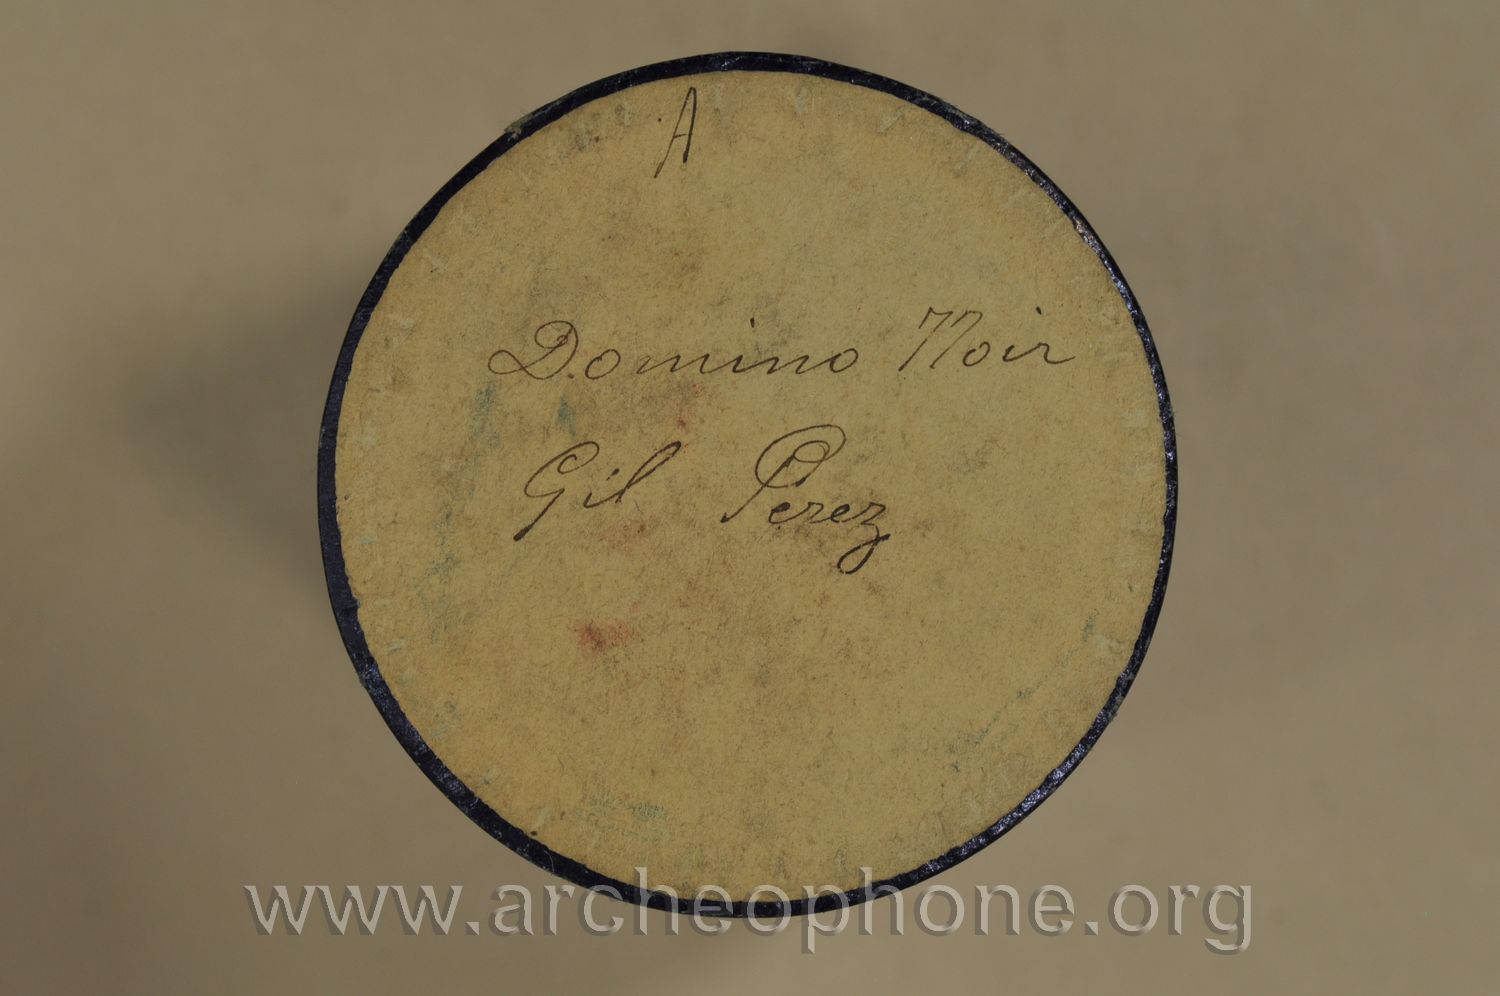 A
Domino Noir
Gil Perez
www.archeophone.org